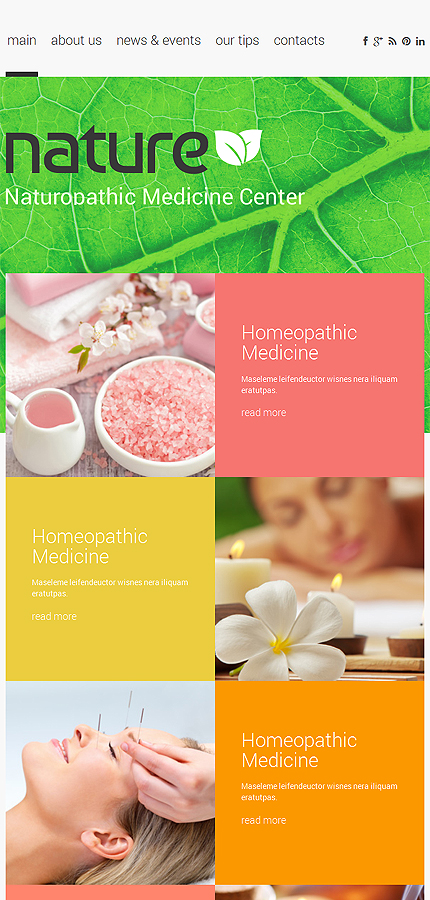 main about us news & events our tips contacts
nature
Naturopathic Medicine Center
Homeopathic
Medicine
Maseleme leifendeuctor wisnes nera iliquam
eratutpas.
read more
Homeopathic
Medicine
Maseleme leifendeuctor wisnes nera iliquam
eratutpas.
read more
Homeopathic
Medicine
Maseleme leifendeuctor wisnes nera iliquam
eratutpas.
read more